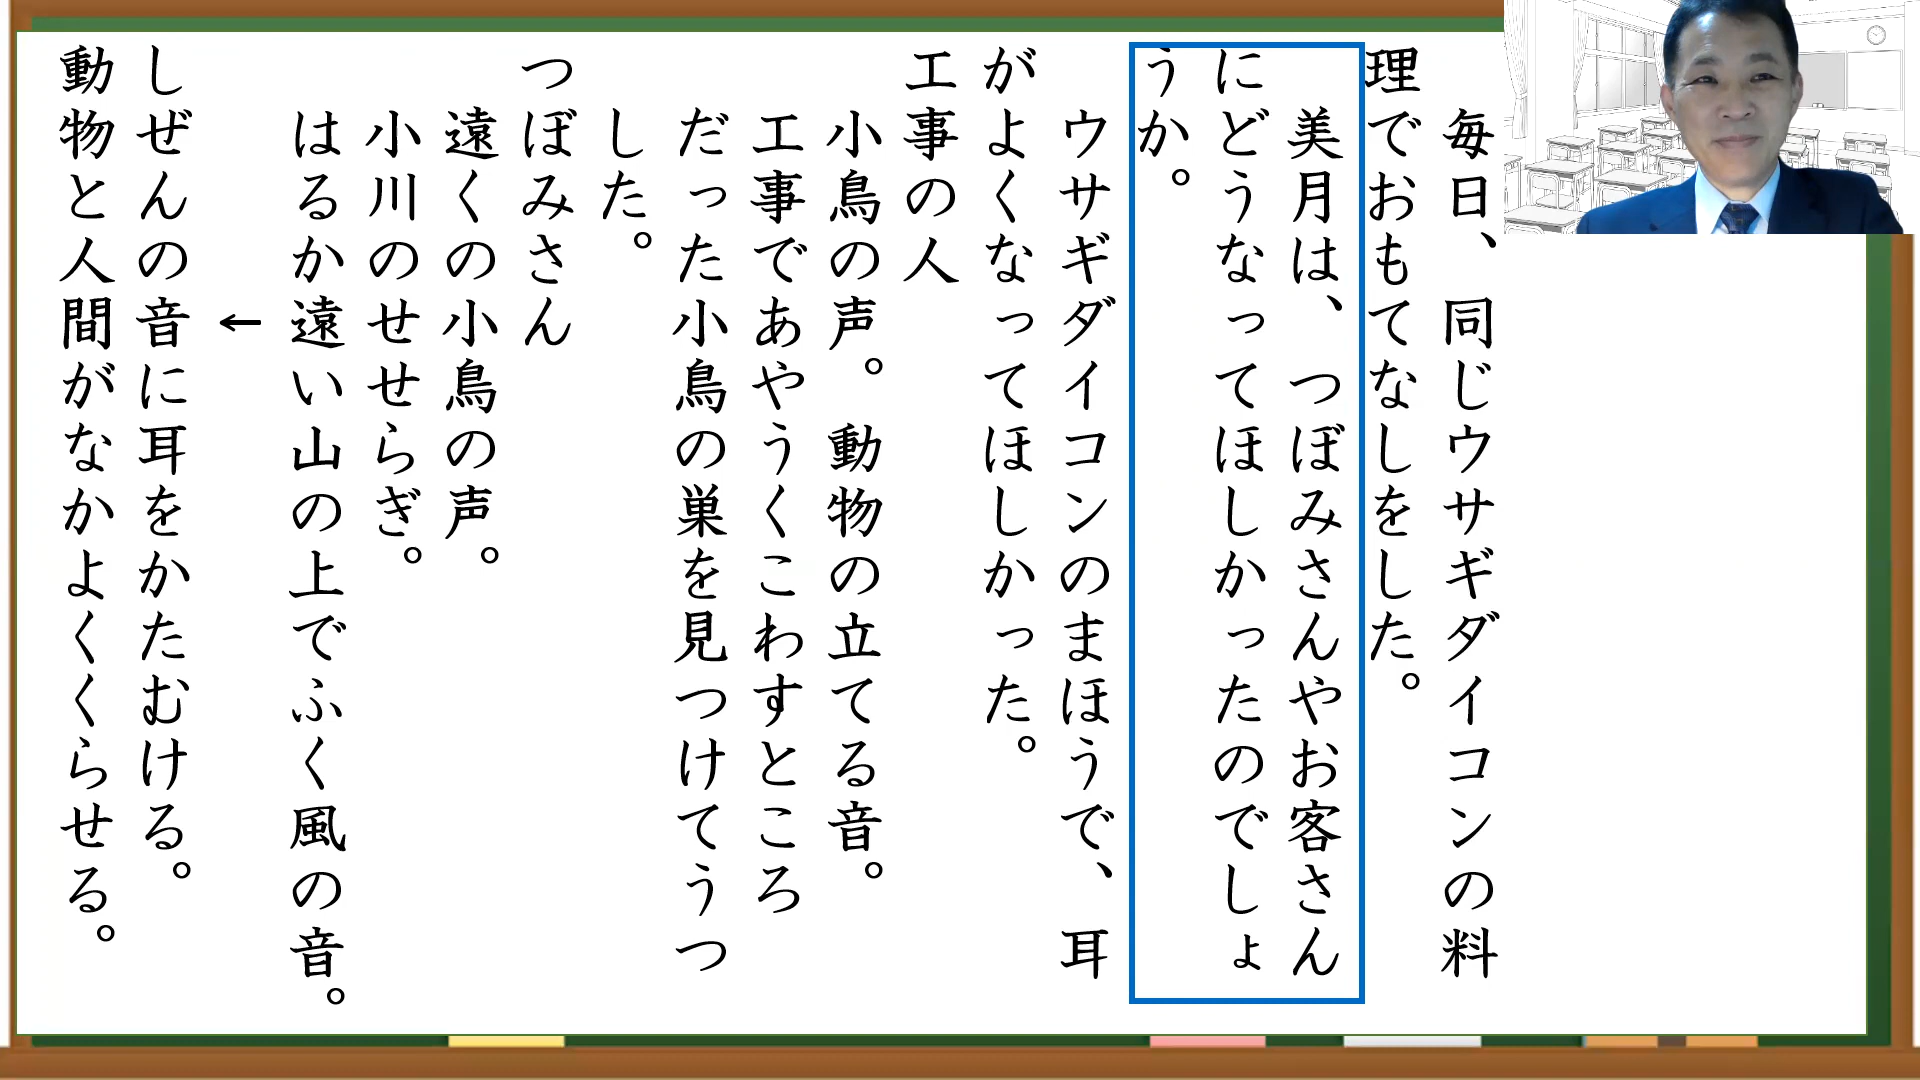 毎日、同じウサギダイコンの料
理でおもてなしをした。
美月は、つぼみさんやお客さん
にどうなってほしかったのでしょ
うか。
ウサギダイコンのまほうで、耳
がよくなってほしかった。
工事の人
小鳥の声。動物の立てる音。
工事であやうくこわすところ
だった小鳥の巣を見つけてうつ
した。
つぼみさん
遠くの小鳥の声。
小川のせせらぎ。
はるか遠い山の上でふく風の音。
←
しぜんの音に耳をかたむける。
動物と人間がなかよくくらせる。